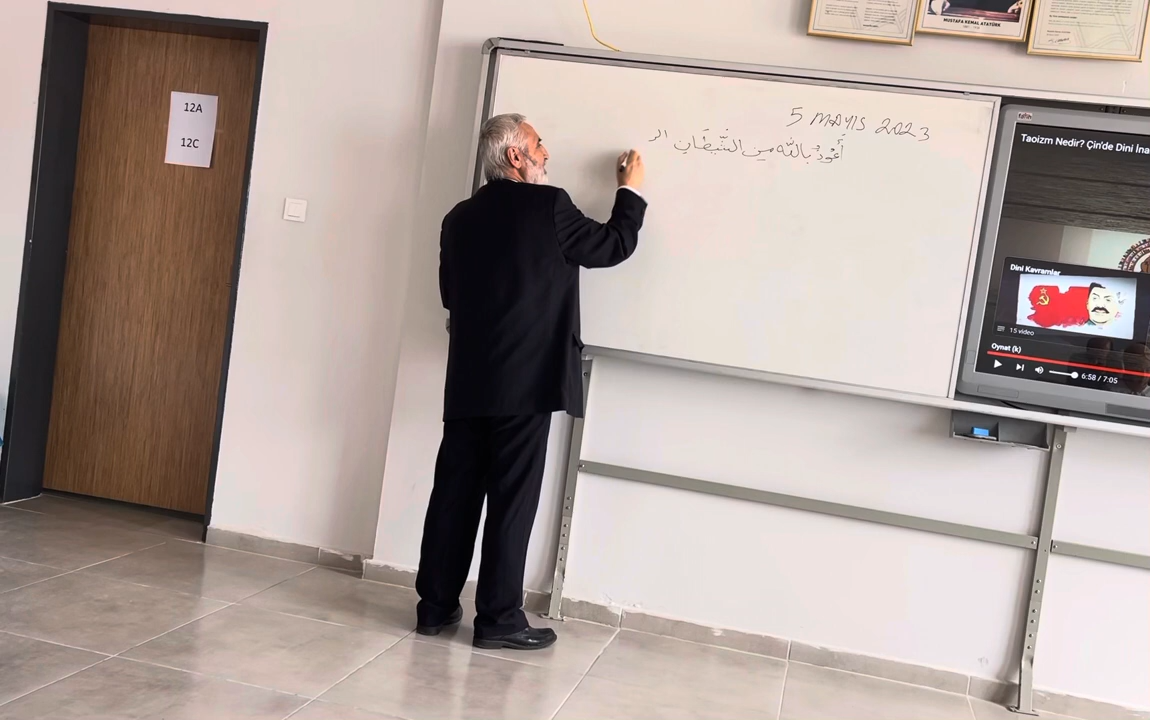 12A
12C
MUSTAFA KEMAL ATATÜRK
5 MAYIS 2023
أَعُوذُ بِاللّٰه مِنَ الشَّيْطَانِ الر
Taoizm Nedir? Çin'de Dini İna
Dini Kavramlar
15 video
Oynat (k)
6:58 / 7:05